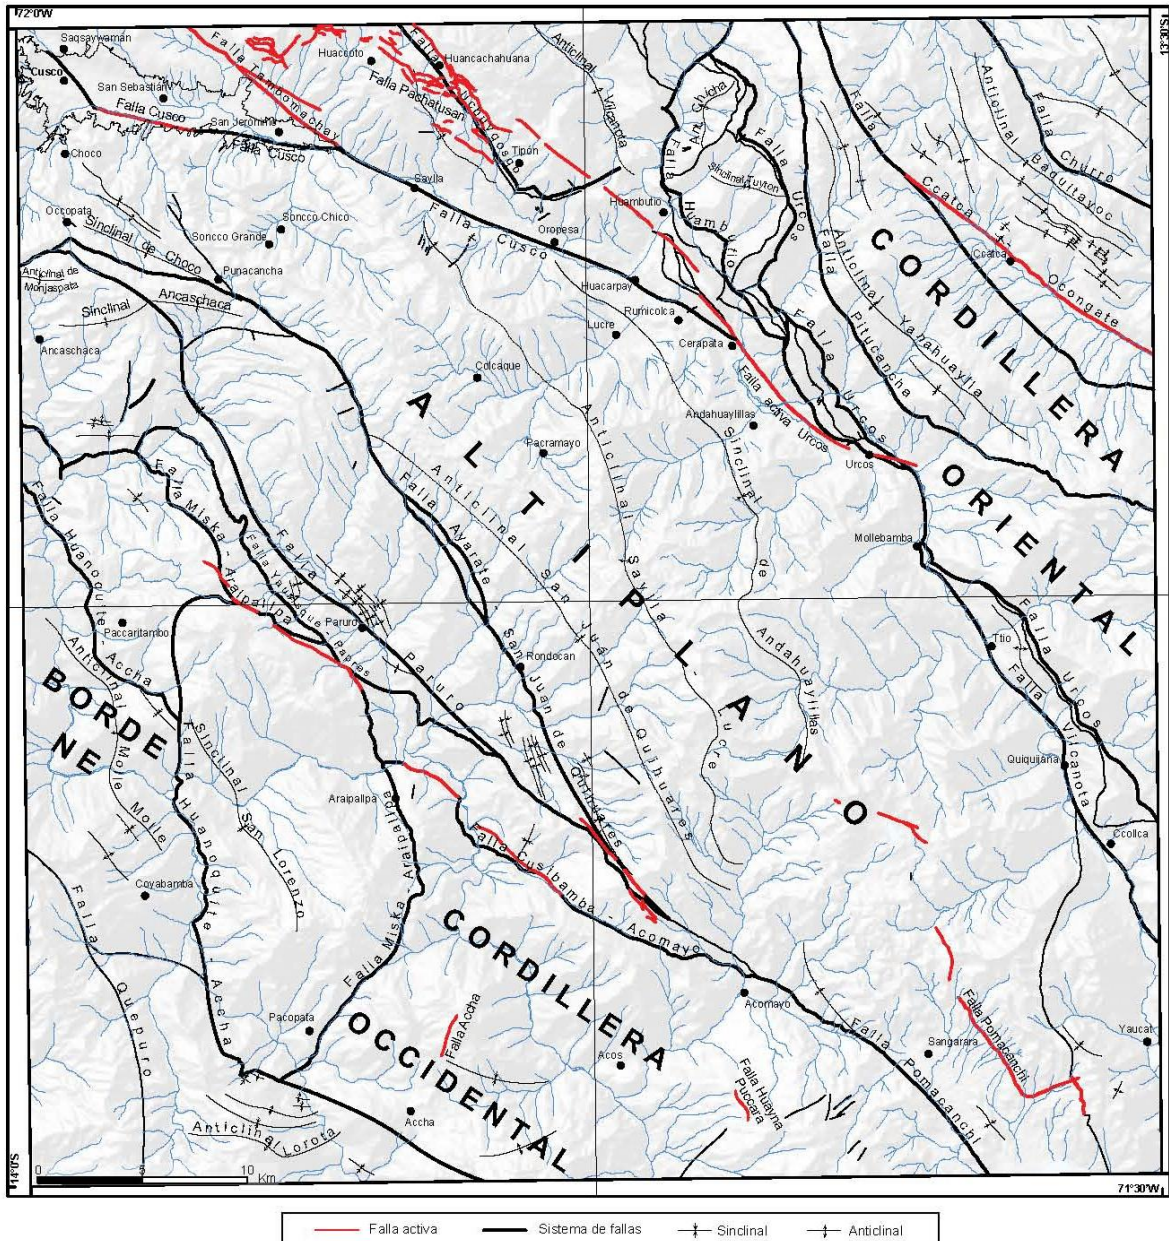 72°0'W
13°30'S
Saqsaywamán
Cusco
San Sebastián
Falla Cusco
San Jerónimo
Falla Cusco
Choco
Falla Tambomachay
Huaccoto
Falla Pachatusan
Huancachahuana
Tipón
Anticlinal
Vilcanota
Saylla
Falla Cusco
Oropesa
Huambutio
Falla Huambutio
Sinclinal Tuyton
Falla Urcos
Falla Ccatca Ocongate
Ccatca
Anticlinal Baquitayoc
Falla Churro
CORDILLERA
ORIENTAL
Occopata
Sinclinal de Choco
Soncco Chico
Soncco Grande
Punacancha
Anticlinal de
Monjaspata
Sinclinal Ancaschaca
Ancaschaca
Huacarpay
Rumicolca
Lucre
Cerapata
Colcaque
Pacramayo
Andahuaylillas
Falla activa Urcos
Falla Urcos
Urcos
Falla Pitucancha
Anticlinal Yanahuaylla
Mollebamba
ALTIPLANO
Anticlinal Saylla - Lucre
Sinclinal de Andahuaylillas
Anticlinal San Juan de Quihuares
Falla Ayarate - San Juan de Quihuares
Falla Huanoquite - Accha
Falla Miska - Araipallpa
Falla Yaurisque - Papres
Falla Paruro
Paruro
Paccaritambo
Rondocan
Ttio
Falla Urcos
Falla Vilcanota
Quiquijana
Ccollca
BORDE
NE
Anticlinal Molle Molle
Sinclinal San Lorenzo
Falla Huanoquite - Accha
Araipallpa
Falla Miska Araipallpa
Coyabamba
Falla Quepuro
Falla Cusibamba - Acomayo
CORDILLERA
OCCIDENTAL
Pacopata
Falla Accha
Acos
Accha
Acomayo
Falla Pomacanchi
Falla Huayna
Puccara
Sangarara
Falla Pomacanchi
Yaucat
Anticlinal Lorota
0 5 10
Km
14°0'S
71°30'W
Falla activa
Sistema de fallas
Sinclinal
Anticlinal